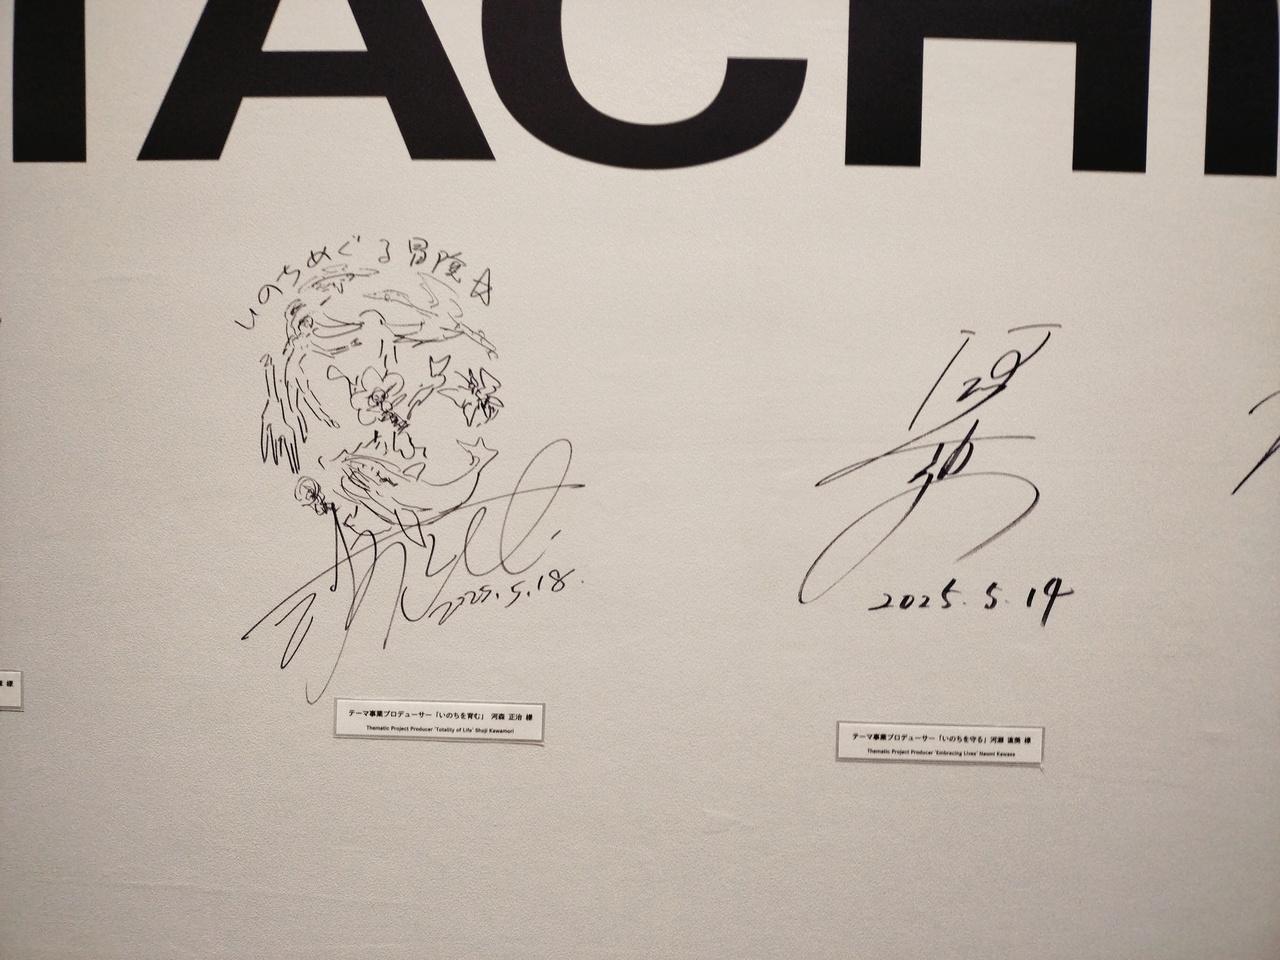 TACHI
いのちめぐる冒険☆
2025.5.18.
テーマ事業プロデューサー「いのちを育む」 河森 正治 様
Thematic Project Producer 'Totality of Life' Shoji Kawamori
2025.5.14
テーマ事業プロデューサー「いのちを守る」河瀨 直美 様
Thematic Project Producer 'Embracing Lives' Naomi Kawase
様